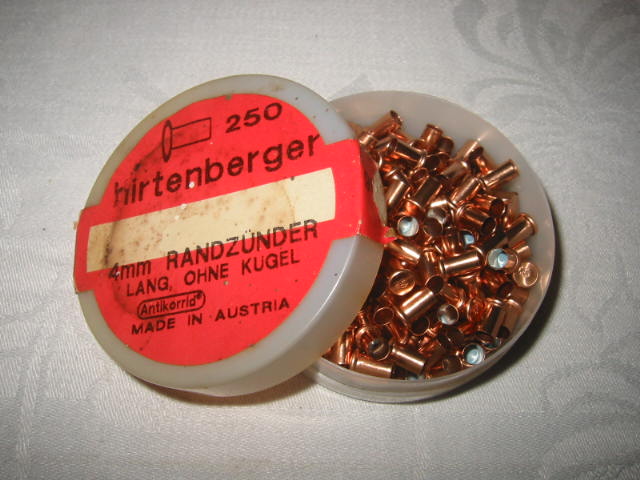 250
hirtenberger
4mm RANDZÜNDER
LANG, OHNE KUGEL
Antikorrid®
MADE IN AUSTRIA